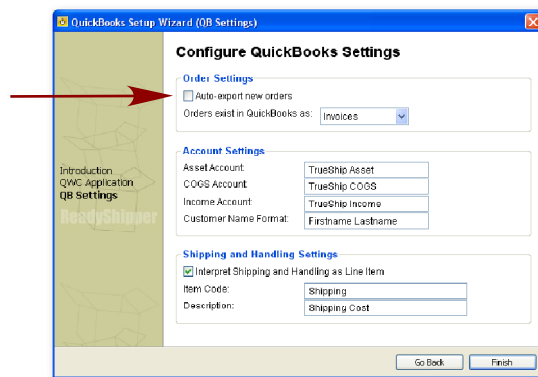 QuickBooks Setup Wizard (QB Settings)
Configure QuickBooks Settings
Order Settings
Auto-export new orders
Orders exist in QuickBooks as: Invoices
Account Settings
Asset Account: TrueShip Asset
COGS Account: TrueShip COGS
Income Account: TrueShip Income
Customer Name Format: Firstname Lastname
Introduction
QWC Application
QB Settings
ReadyShipper
Shipping and Handling Settings
Interpret Shipping and Handling as Line Item
Item Code: Shipping
Description: Shipping Cost
Go Back Finish